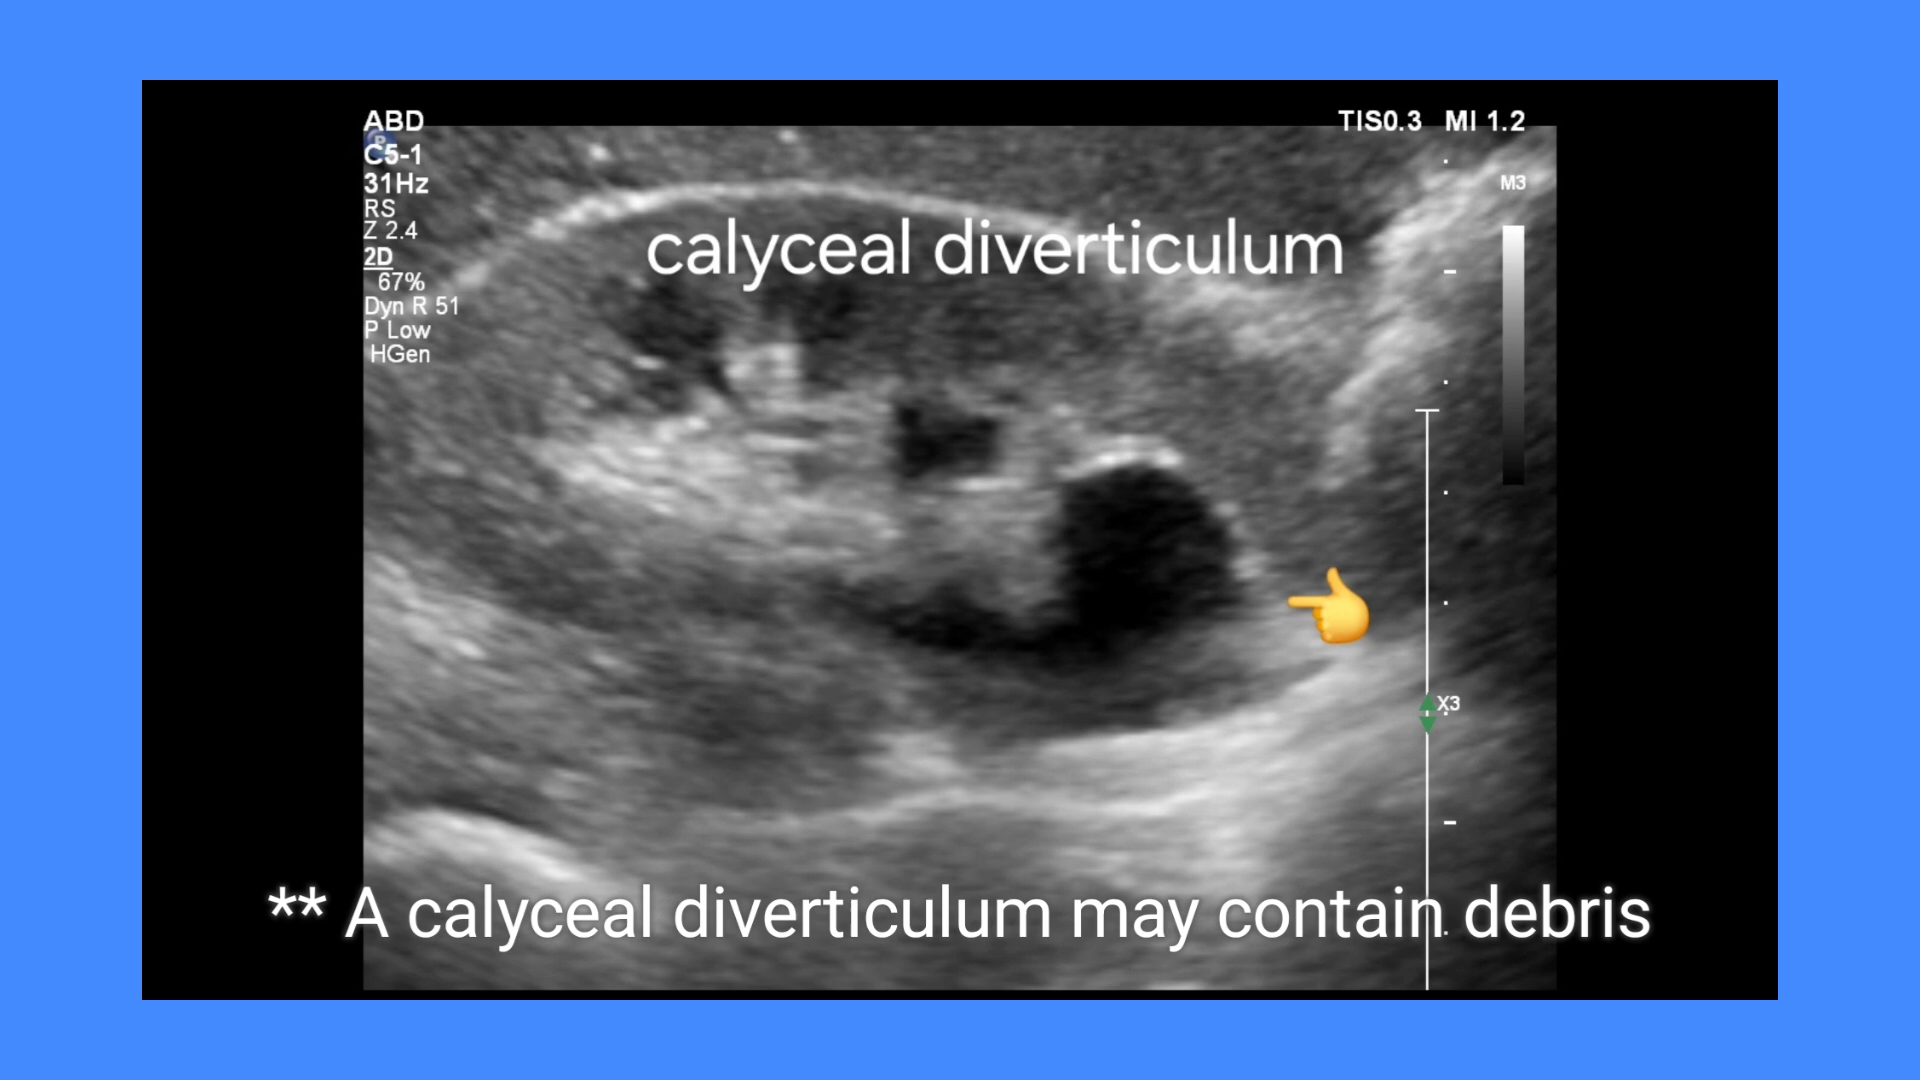 ABD
TIS0.3 MI 1.2
P
C5-1
M3
31Hz
RS
Z 2.4
2D
67%
Dyn R 51
P Low
HGen
calyceal diverticulum
X3
** A calyceal diverticulum may contain debris